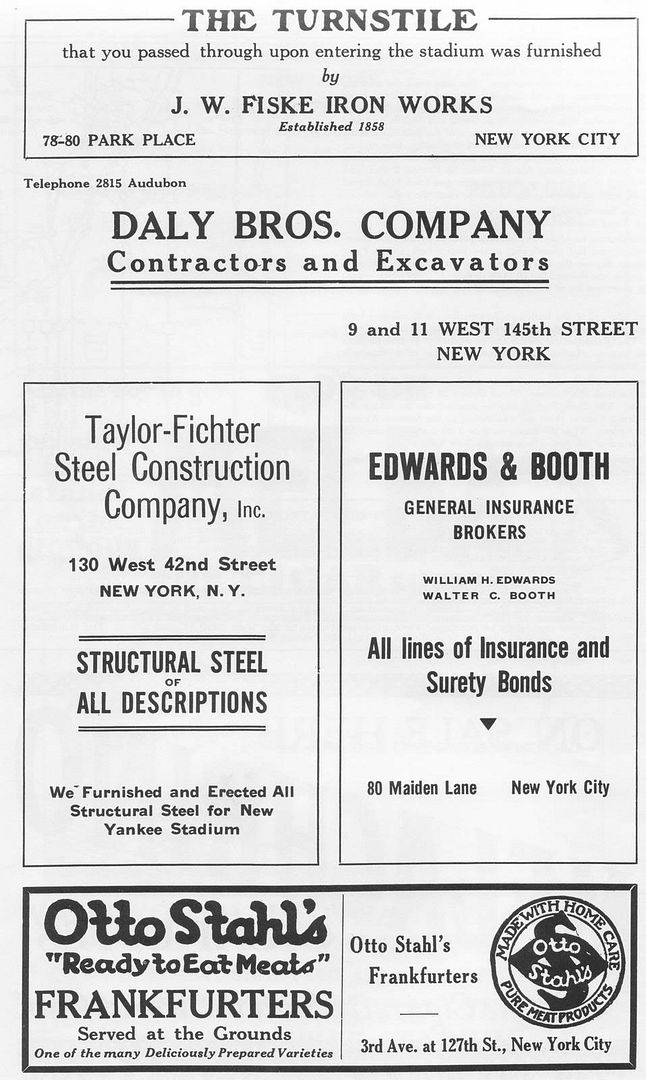 THE TURNSTILE
that you passed through upon entering the stadium was furnished
by
J. W. FISKE IRON WORKS
Established 1858
78-80 PARK PLACE NEW YORK CITY
Telephone 2815 Audubon
DALY BROS. COMPANY
Contractors and Excavators
9 and 11 WEST 145th STREET
NEW YORK
Taylor-Fichter
Steel Construction
Company, Inc.
130 West 42nd Street
NEW YORK, N. Y.
STRUCTURAL STEEL
OF
ALL DESCRIPTIONS
We Furnished and Erected All
Structural Steel for New
Yankee Stadium
EDWARDS & BOOTH
GENERAL INSURANCE
BROKERS
WILLIAM H. EDWARDS
WALTER C. BOOTH
All lines of Insurance and
Surety Bonds
80 Maiden Lane New York City
Otto Stahl's
"Ready to Eat Meats"
FRANKFURTERS
Served at the Grounds
One of the many Deliciously Prepared Varieties
Otto Stahl's
Frankfurters
MADE WITH HOME CARE
Otto
Stahl's
PURE MEAT PRODUCTS
3rd Ave. at 127th St., New York City